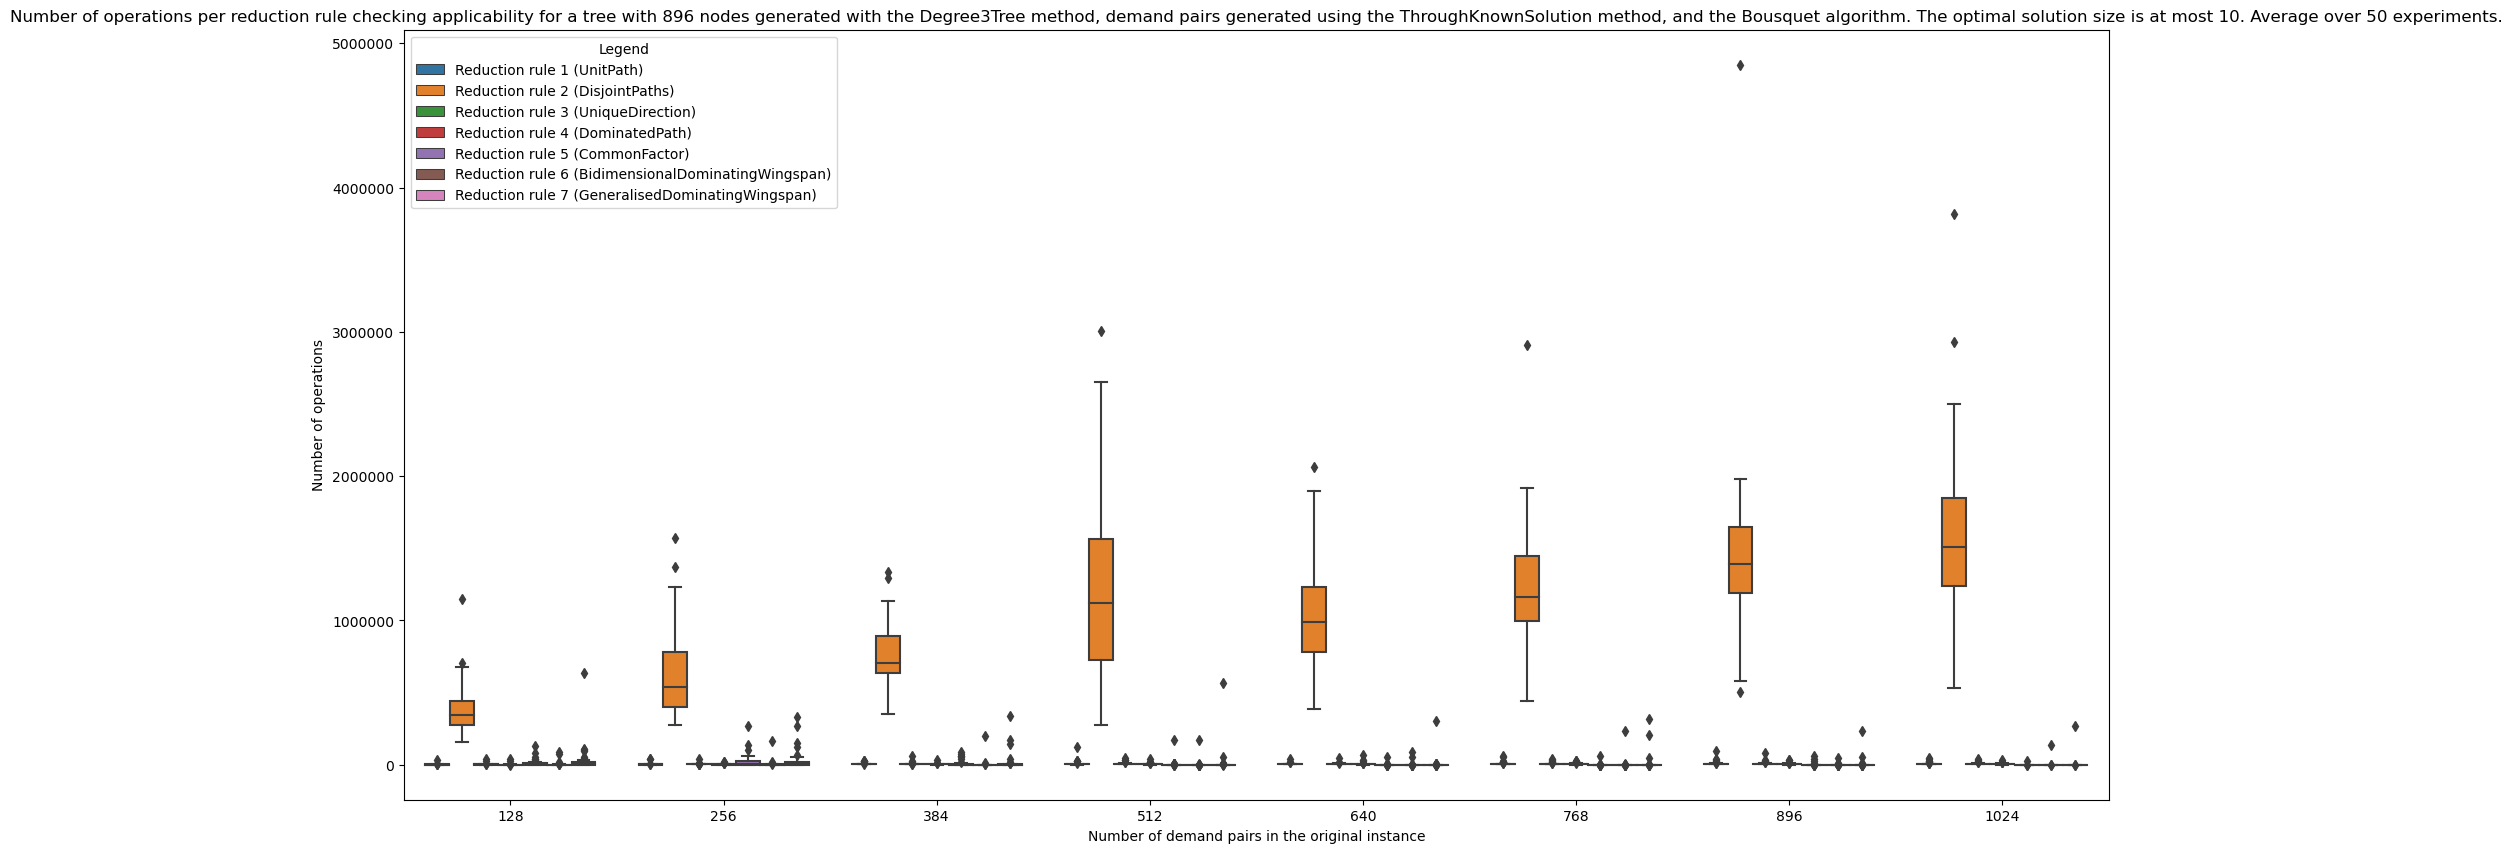 Number of operations per reduction rule checking applicability for a tree with 896 nodes generated with the Degree3Tree method, demand pairs generated using the ThroughKnownSolution method, and the Bousquet algorithm. The optimal solution size is at most 10. Average over 50 experiments.
Legend
Reduction rule 1 (UnitPath)
Reduction rule 2 (DisjointPaths)
Reduction rule 3 (UniqueDirection)
Reduction rule 4 (DominatedPath)
Reduction rule 5 (CommonFactor)
Reduction rule 6 (BidimensionalDominatingWingspan)
Reduction rule 7 (GeneralisedDominatingWingspan)
5000000
4000000
3000000
2000000
1000000
0
Number of operations
128 256 384 512 640 768 896 1024
Number of demand pairs in the original instance